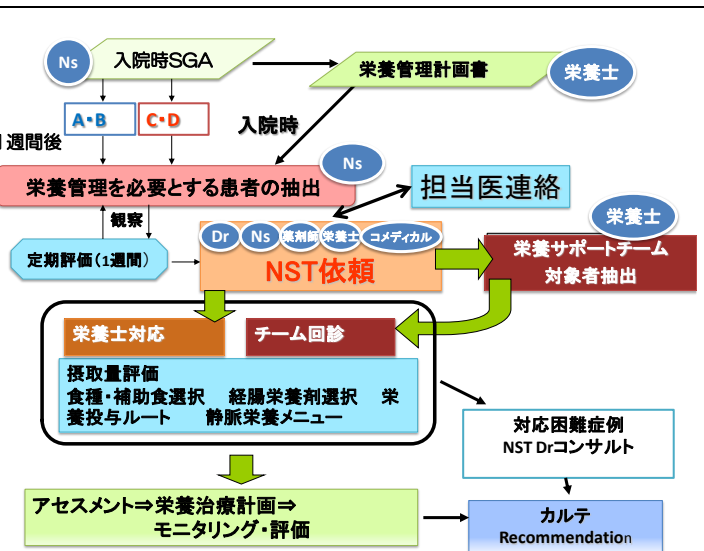 Ns
入院時SGA
栄養管理計画書
栄養士
A・B
C・D
入院時
週間後
Ns
栄養管理を必要とする患者の抽出
担当医連絡
観察
栄養士
Dr
Ns
薬剤師
栄養士
コメディカル
定期評価（1週間）
NST依頼
栄養サポートチーム
対象者抽出
栄養士対応
チーム回診
摂取量評価
食種・補助食選択 経腸栄養剤選択 栄
養投与ルート 静脈栄養メニュー
対応困難症例
NST Drコンサルト
アセスメント⇒栄養治療計画⇒
モニタリング・評価
カルテ
Recommendation